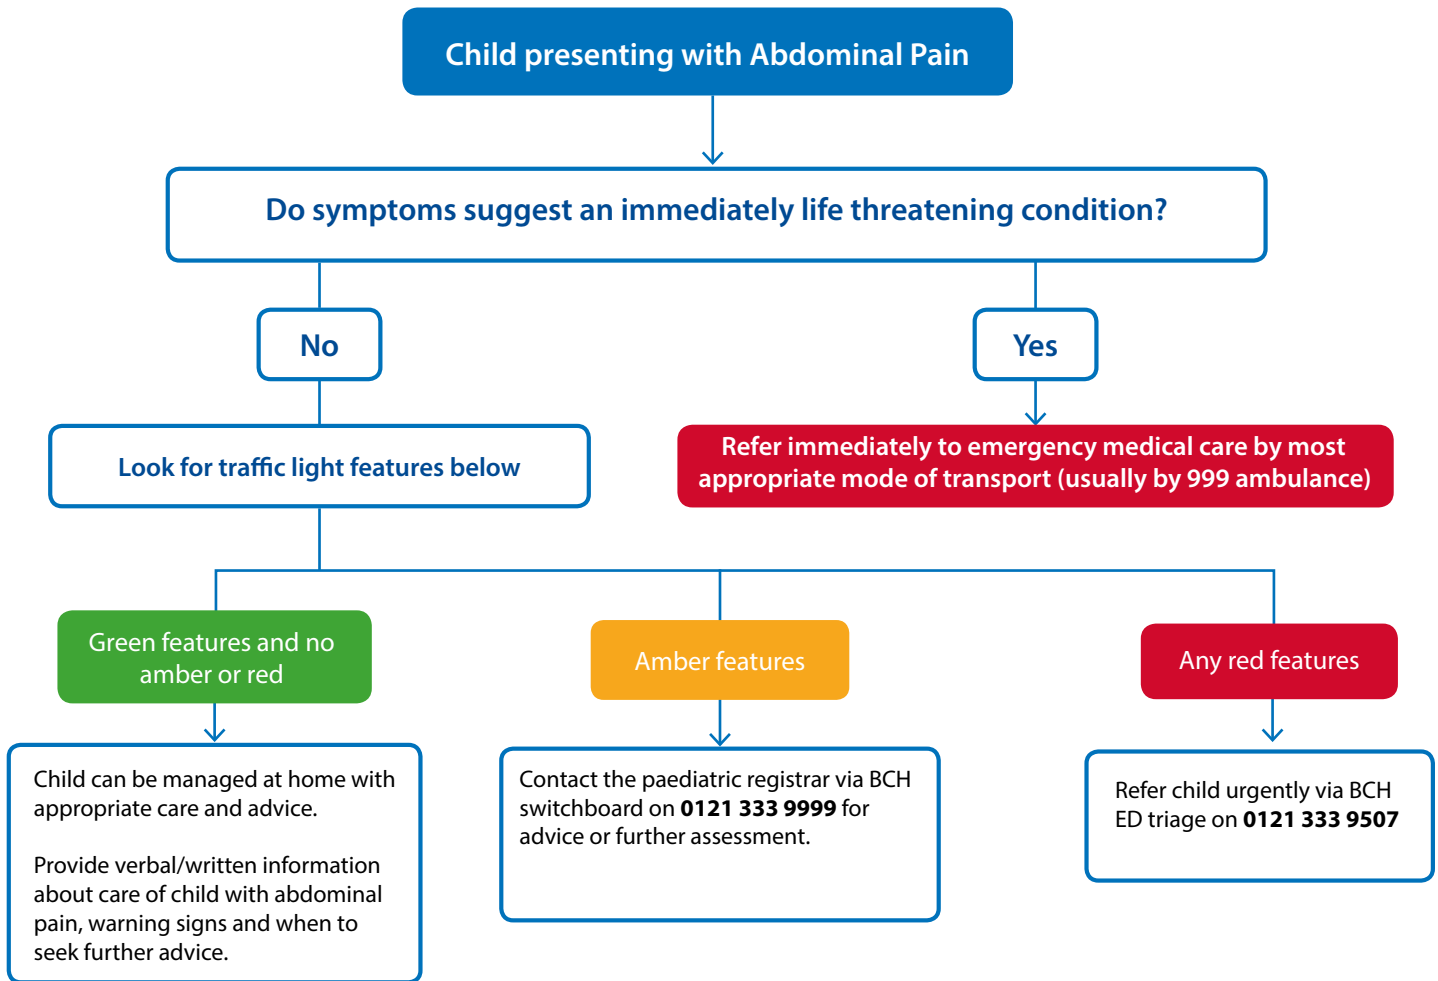 Child presenting with Abdominal Pain
Do symptoms suggest an immediately life threatening condition?
No
Yes
Look for traffic light features below
Refer immediately to emergency medical care by most
appropriate mode of transport (usually by 999 ambulance)
Green features and no
amber or red
Amber features
Any red features
Child can be managed at home with
appropriate care and advice.
Provide verbal/written information
about care of child with abdominal
pain, warning signs and when to
seek further advice.
Contact the paediatric registrar via BCH
switchboard on 0121 333 9999 for
advice or further assessment.
Refer child urgently via BCH
ED triage on 0121 333 9507